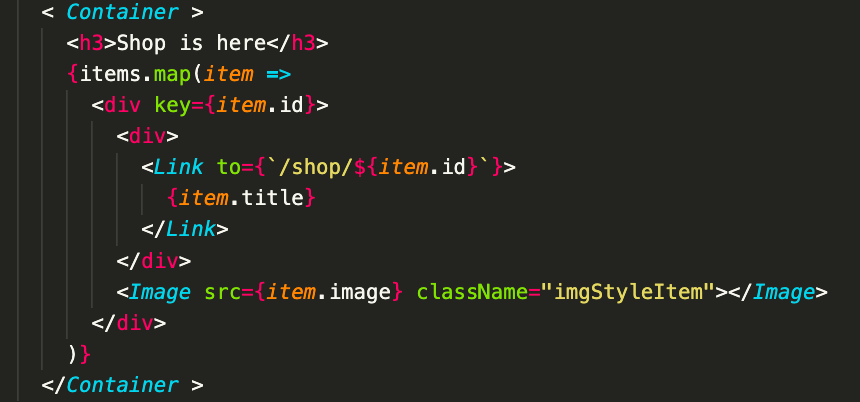 < Container >
<h3>Shop is here</h3>
{items.map(item =>
<div key={item.id}>
<div>
<Link to={`/shop/${item.id}`}>
{item.title}
</Link>
</div>
<Image src={item.image} className="imgStyleItem"></Image>
</div>
)}
</Container >